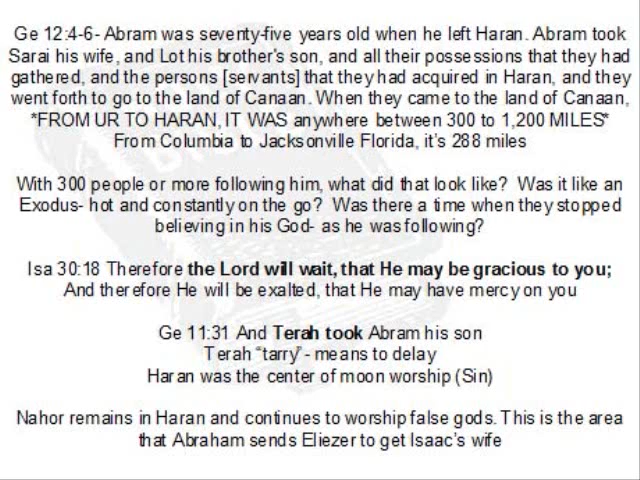 Ge 12:4-6- Abram was seventy-five years old when he left Haran. Abram took
Sarai his wife, and Lot his brother's son, and all their possessions that they had
gathered, and the persons [servants] that they had acquired in Haran, and they
went forth to go to the land of Canaan. When they came to the land of Canaan,
*FROM UR TO HARAN, IT WAS anywhere between 300 to 1,200 MILES*
From Columbia to Jacksonville Florida, it's 288 miles
With 300 people or more following him, what did that look like? Was it like an
Exodus- hot and constantly on the go? Was there a time when they stopped
believing in his God- as he was following?
Isa 30:18 Therefore the Lord will wait, that He may be gracious to you;
And therefore He will be exalted, that He may have mercy on you
Ge 11:31 And Terah took Abram his son
Terah "tarry" - means to delay
Haran was the center of moon worship (Sin)
Nahor remains in Haran and continues to worship false gods. This is the area
that Abraham sends Eliezer to get Isaac's wife